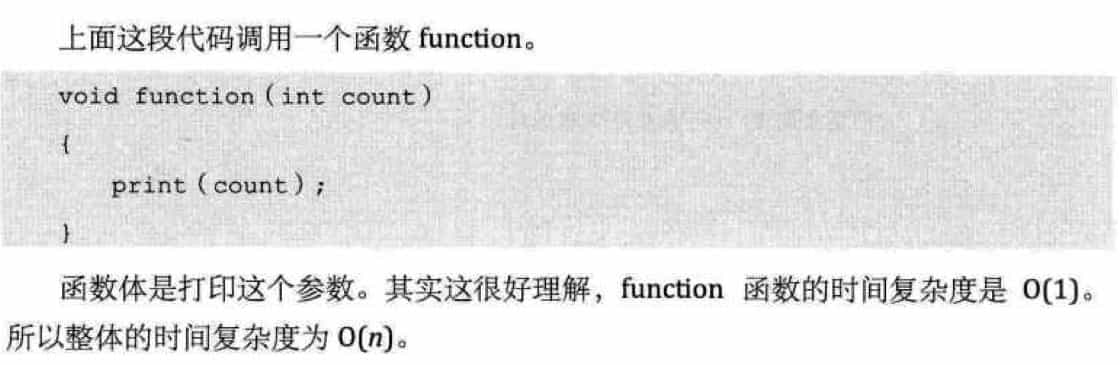 上面这段代码调用一个函数 function。
void function（int count）
{
print（count）;
}
函数体是打印这个参数。其实这很好理解，function 函数的时间复杂度是 O(1)。
所以整体的时间复杂度为 O(n)。